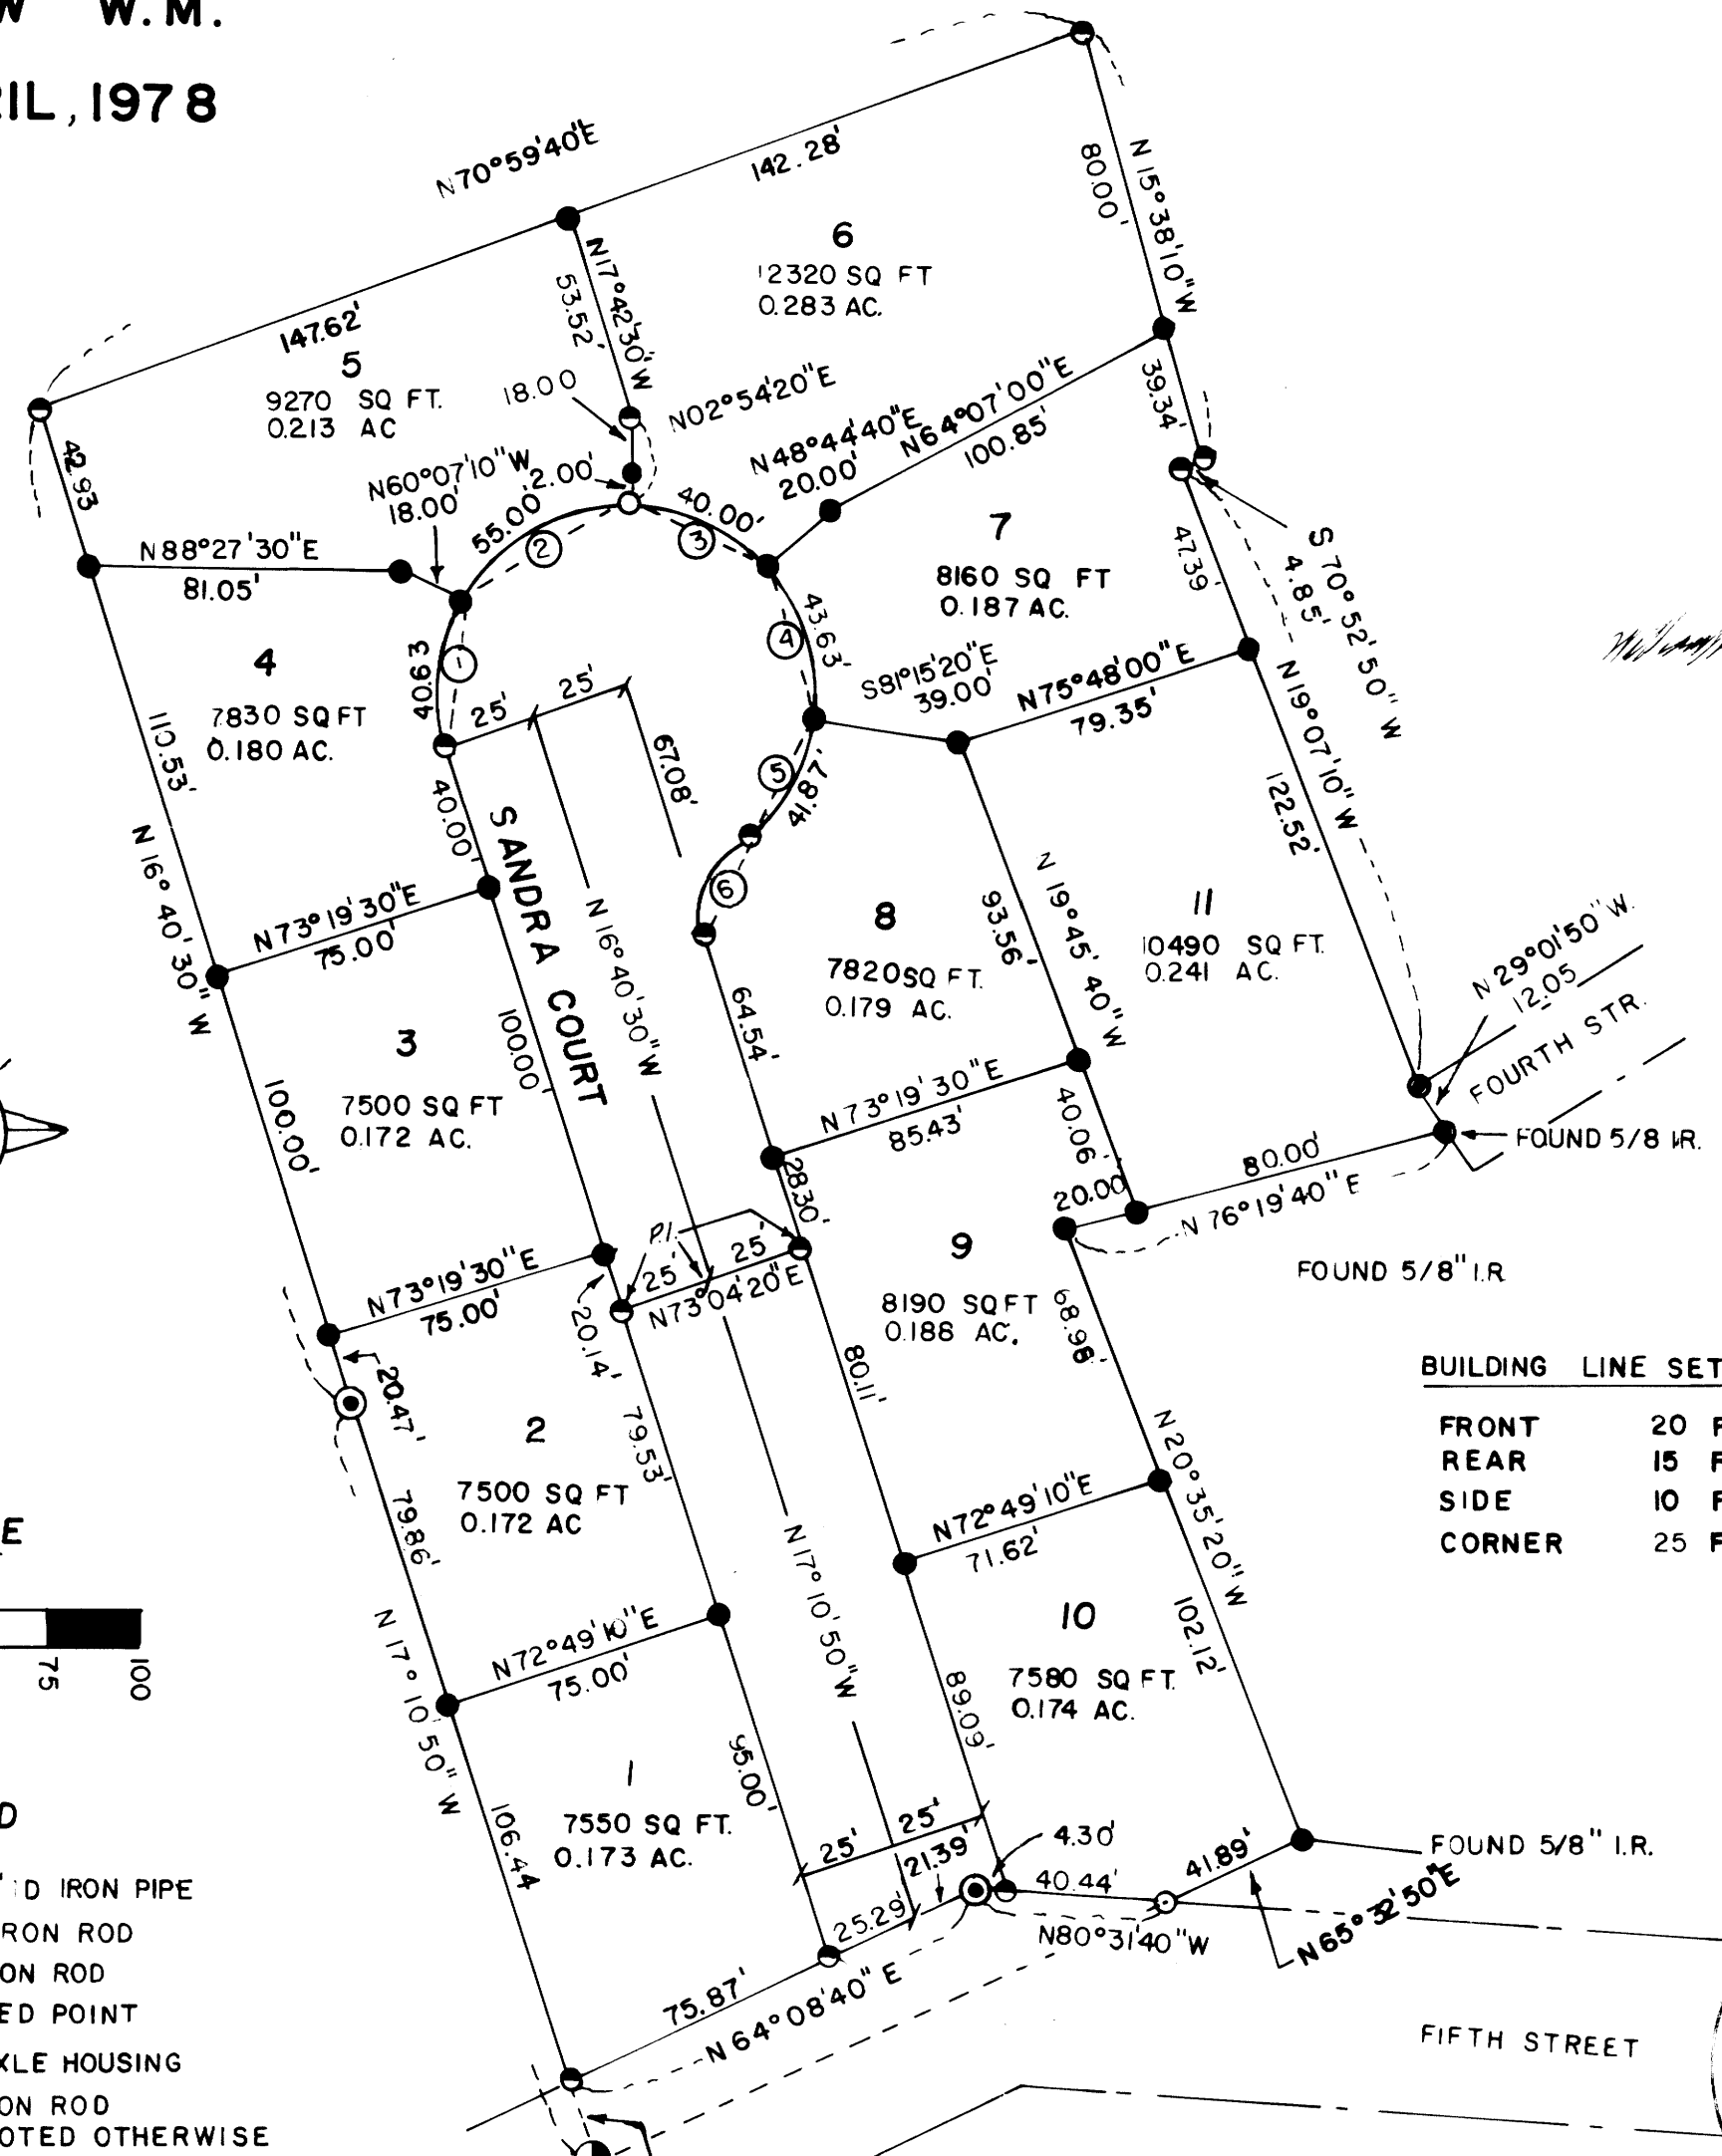 W.M.
RIL, 1978
N70°59'40"E
142.28'
N 15°38'10" W
80.00'
6
12320 SQ FT
0.283 AC.
N17°42'30"W
53.52'
147.62'
5
9270 SQ FT.
0.213 AC
18.00
N02°54'20"E
42.93
N60°07'10"W
18.00'
2.00'
55.00'
40.00'
2
3
N48°44'40"E
20.00'
N64°07'00"E
100.85'
39.34'
S 70°52'50" W
4.85'
47.39'
7
8160 SQ FT
0.187 AC.
N88°27'30"E
81.05'
40.63
1
4
43.63'
S81°15'20"E
39.00'
N75°48'00"E
79.35'
4
7830 SQ FT
0.180 AC.
25'
25'
67.08'
5
41.87'
6
110.53'
N 16° 40' 30" W
40.00'
SANDRA COURT
N19°07'10" W
122.52'
N73°19'30"E
75.00'
N 16°40'30"W
8
7820 SQ FT.
0.179 AC.
93.56'
N 19°45'40" W
11
10490 SQ FT.
0.241 AC.
N 29°01'50" W.
12.05
FOURTH STR.
FOUND 5/8 I.R.
3
7500 SQ FT
0.172 AC.
100.00'
100.00'
64.54'
N73°19'30"E
85.43'
40.06'
28.30'
20.00'
80.00'
N 76°19'40" E
FOUND 5/8" I.R.
N73°19'30"E
75.00'
P.I.
25'
25'
N73°04'20"E
20.14'
20.47'
9
8190 SQ FT
0.188 AC.
68.98'
80.11'
2
7500 SQ FT
0.172 AC
79.53'
79.86'
N72°49'10"E
71.62'
N20°35'20" W
102.12'
BUILDING LINE SET
FRONT 20 F
REAR 15 F
SIDE 10 F
CORNER 25 F
E
75
100
N72°49'10"E
75.00'
N 17° 10' 50" W
N17°10'50"W
10
7580 SQ FT.
0.174 AC.
89.09'
1
7550 SQ FT.
0.173 AC.
95.00'
106.44
25'
25'
21.39'
25.29'
4.30'
40.44'
41.89'
FOUND 5/8" I.R.
N80°31'40"W
N65°32'50"E
75.87'
N 64°08'40" E
FIFTH STREET
D
"ID IRON PIPE
RON ROD
ON ROD
ED POINT
XLE HOUSING
ON ROD
OTED OTHERWISE